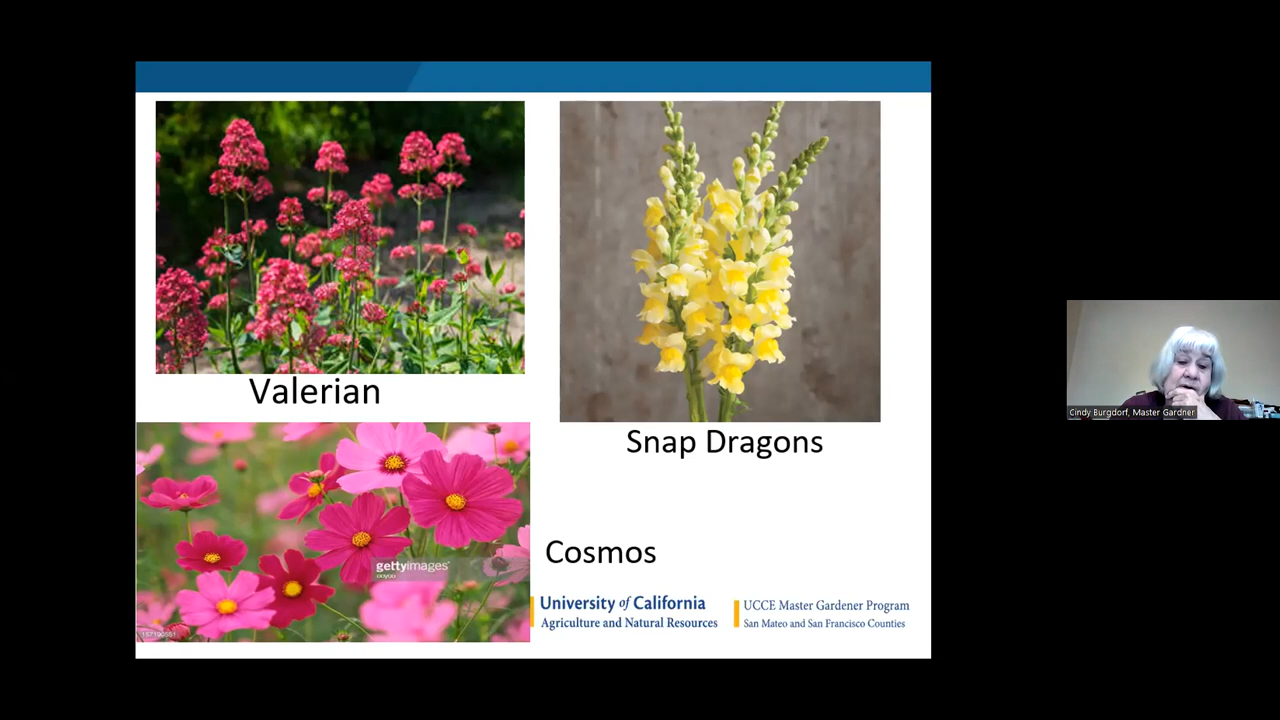 Valerian
Snap Dragons
gettyimages
Cosmos
157190551
University of California
Agriculture and Natural Resources
UCCE Master Gardener Program
San Mateo and San Francisco Counties
Cindy Burgdorf, Master Gardner